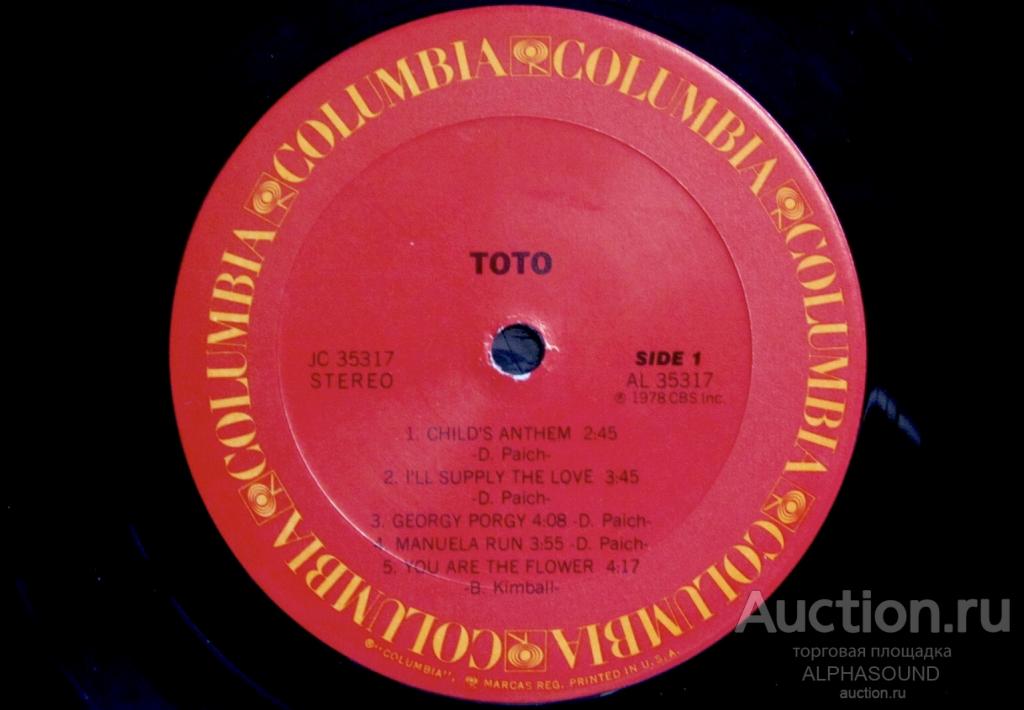 COLUMBIA COLUMBIA COLUMBIA COLUMBIA COLUMBIA COLUMBIA
TOTO
JC 35317
STEREO
SIDE 1
AL 35317
℗ 1978 CBS Inc.
1. CHILD'S ANTHEM 2:45
-D. Paich-
2. I'LL SUPPLY THE LOVE 3:45
-D. Paich-
3. GEORGY PORGY 4:08 -D. Paich-
4. MANUELA RUN 3:55 -D. Paich-
5. YOU ARE THE FLOWER 4:17
-B. Kimball-
®"COLUMBIA", MARCAS REG. PRINTED IN U.S.A.
Auction.ru
торговая площадка
ALPHASOUND
auction.ru